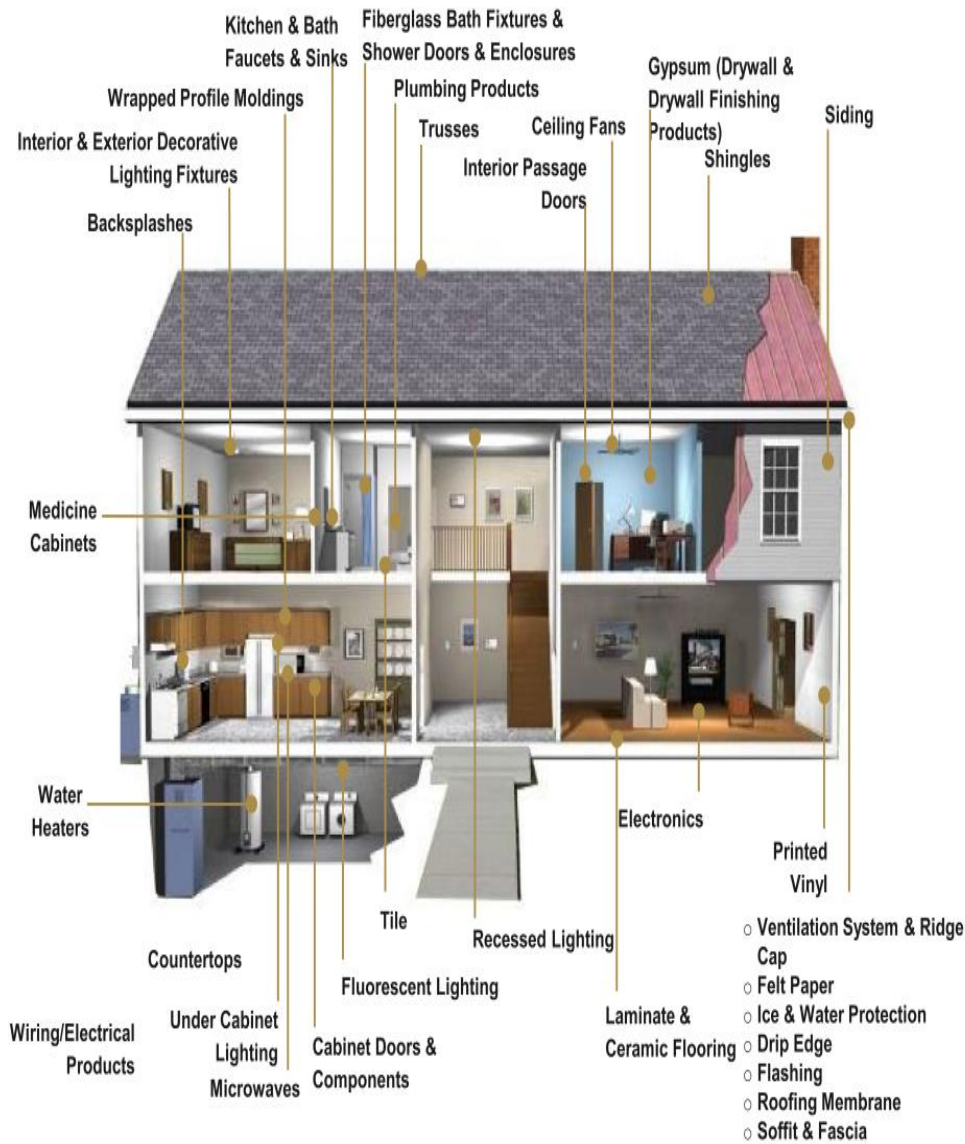 Kitchen & Bath
Faucets & Sinks
Fiberglass Bath Fixtures &
Shower Doors & Enclosures
Plumbing Products
Wrapped Profile Moldings
Trusses
Interior & Exterior Decorative
Lighting Fixtures
Backsplashes
Ceiling Fans
Interior Passage
Doors
Gypsum (Drywall &
Drywall Finishing
Products)
Shingles
Siding
Medicine
Cabinets
Water
Heaters
Electronics
Printed
Vinyl
Tile
Recessed Lighting
Countertops
Fluorescent Lighting
Wiring/Electrical
Products
Under Cabinet
Lighting
Microwaves
Cabinet Doors &
Components
Laminate &
Ceramic Flooring
○ Ventilation System & Ridge
Cap
○ Felt Paper
○ Ice & Water Protection
○ Drip Edge
○ Flashing
○ Roofing Membrane
○ Soffit & Fascia